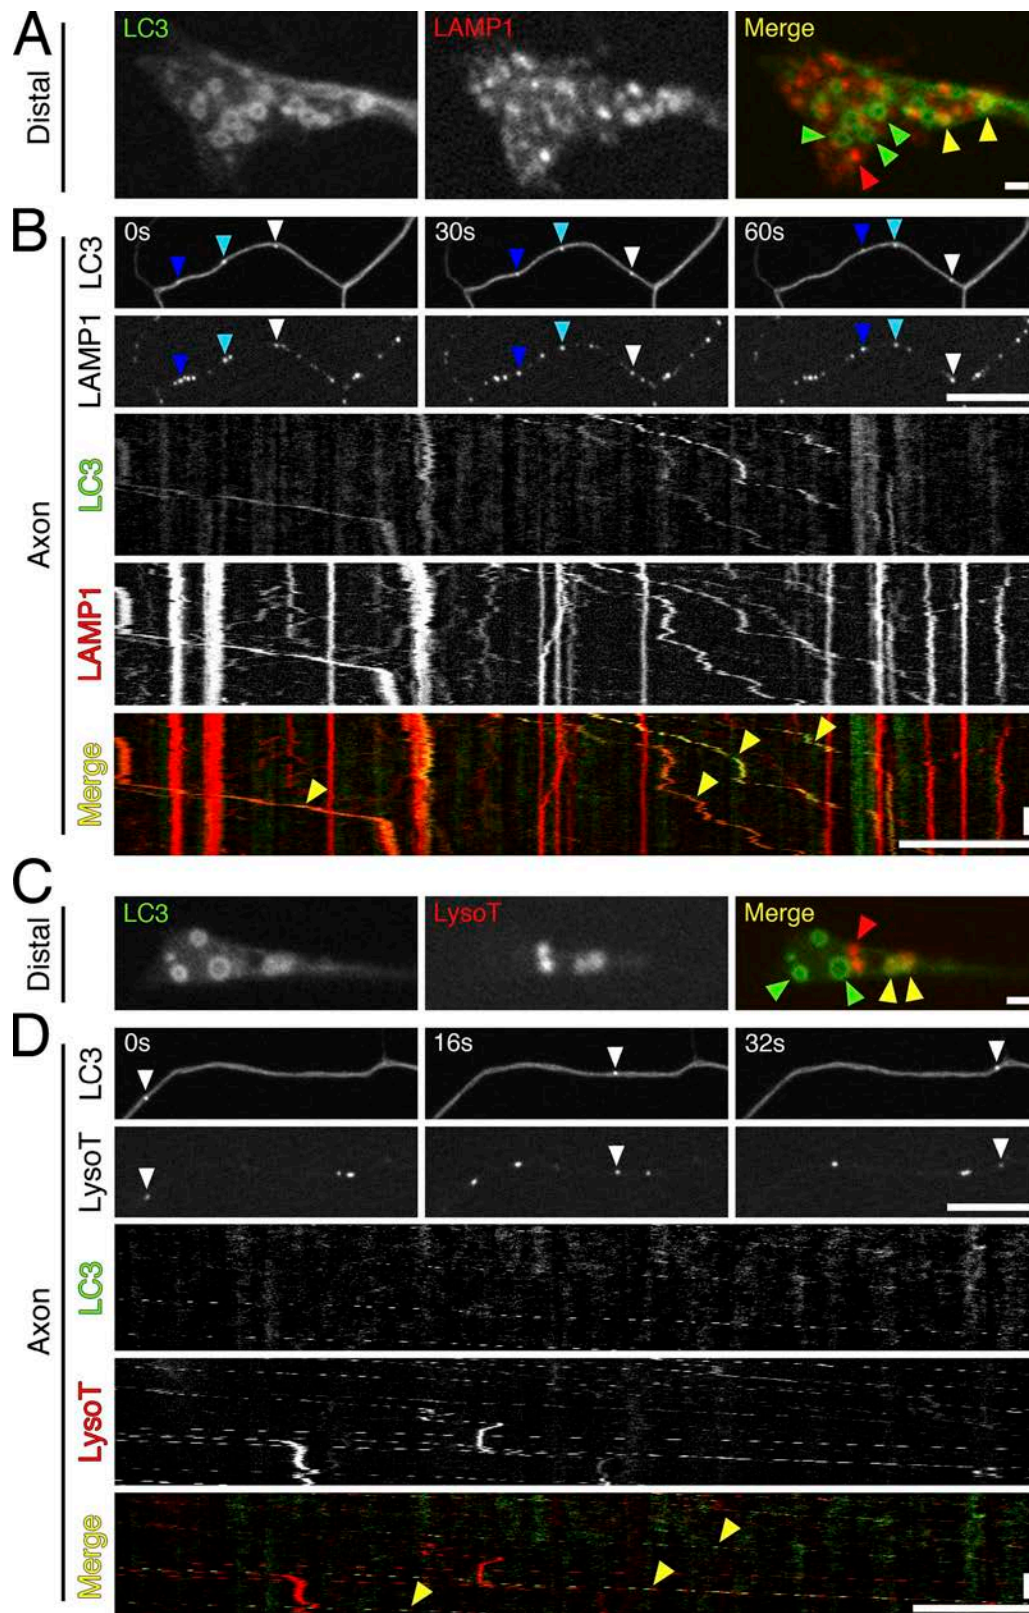 A
Distal
LC3
LAMP1
Merge
B
Axon
LC3
0s
30s
60s
LAMP1
LC3
LAMP1
Merge
C
Distal
LC3
LysoT
Merge
D
Axon
LC3
0s
16s
32s
LysoT
LC3
LysoT
Merge